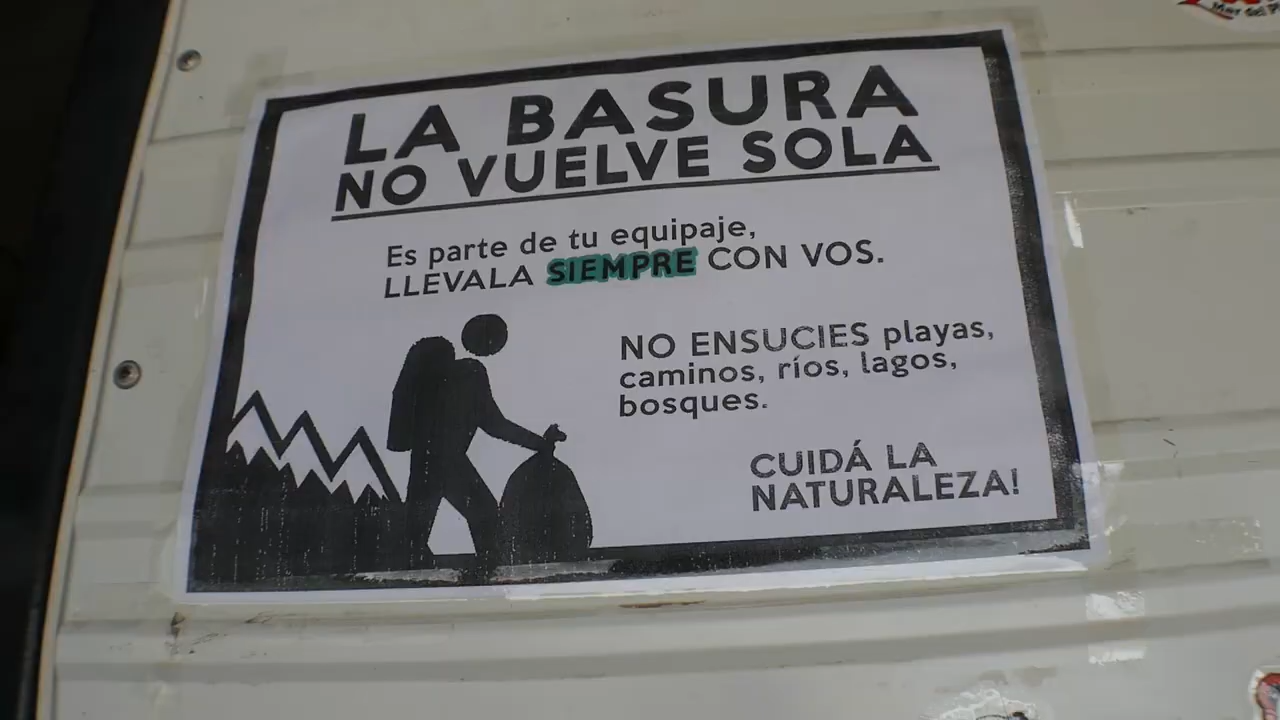 LA BASURA
NO VUELVE SOLA
Es parte de tu equipaje,
LLEVALA SIEMPRE CON VOS.
NO ENSUCIES playas,
caminos, ríos, lagos,
bosques.
CUIDÁ LA
NATURALEZA!